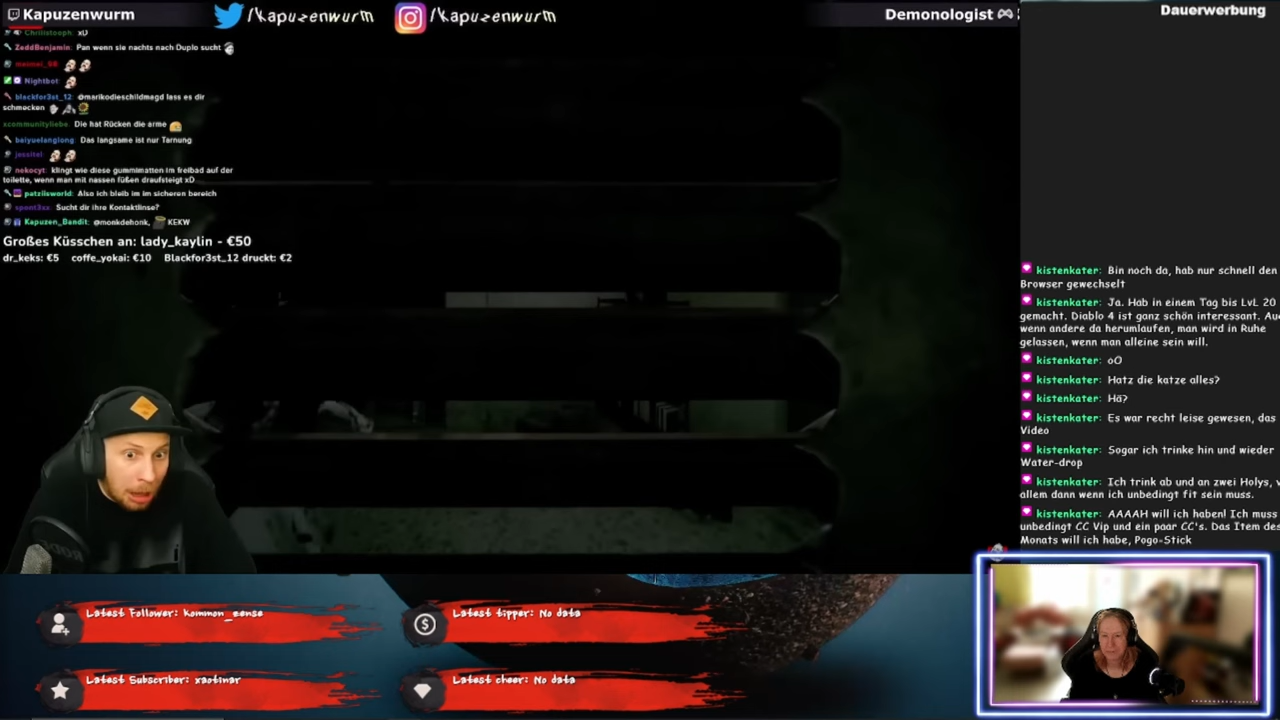 Kapuzenwurm
/kapuzenwurm
/kapuzenwurm
Demonologist
Dauerwerbung
Christoeph: xD
ZeddBenjamin: Pan wenn sie nachts nach Duplo sucht
Nightbot:
blackfor3st_12: @marikodieschildmagd lass es dir
schmecken
xcommunityliebe: Die hat Rücken die arme
baiyuelanglong: Das langsame ist nur Tarnung
jessitel:
nekocyt: klingt wie diese gummimatten im freibad auf der
toilette, wenn man mit nassen füßen draufsteigt xD
patziisworld: Also ich bleib im im sicheren bereich
Sucht dir ihre Kontaktlinse?
Kapuzen_Bandit: @monkdehonk, KEKW
Großes Küsschen an: lady_kaylin - €50
dr_keks: €5 coffe_yokai: €10 Blackfor3st_12 druckt: €2
kistenkater: Bin noch da, hab nur schnell den
Browser gewechselt
kistenkater: Ja. Hab in einem Tag bis LvL 20
gemacht. Diablo 4 ist ganz schön interessant.
wenn andere da herumlaufen, man wird in Ruhe
gelassen, wenn man alleine sein will.
kistenkater: oO
kistenkater: Hatz die katze alles?
kistenkater: Hä?
kistenkater: Es war recht leise gewesen, das
Video
kistenkater: Sogar ich trinke hin und wieder
Water-drop
kistenkater: Ich trink ab und an zwei Holys,
allem dann wenn ich unbedingt fit sein muss.
kistenkater: AAAAH will ich haben! Ich muss
unbedingt CC Vip und ein paar CC's. Das Item des
Monats will ich habe, Pogo-Stick
Latest Follower: Kommon_zense
Latest tipper: No data
Latest Subscriber: xaotinar
Latest cheer: No data